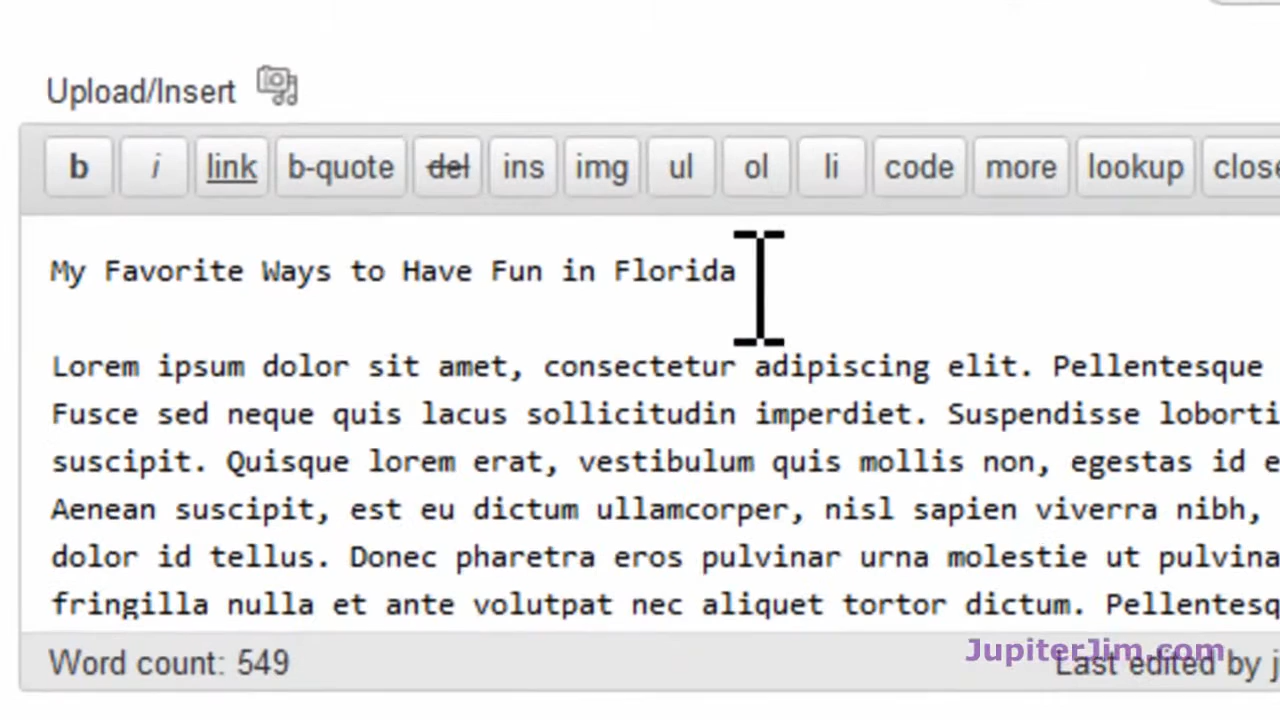 Upload/Insert
b i link b-quote del ins img ul ol li code more lookup
My Favorite Ways to Have Fun in Florida
Lorem ipsum dolor sit amet, consectetur adipiscing elit. Pellentesque
Fusce sed neque quis lacus sollicitudin imperdiet. Suspendisse
suscipit. Quisque lorem erat, vestibulum quis mollis non, egestas id
Aenean suscipit, est eu dictum ullamcorper, nisl sapien viverra nibh,
dolor id tellus. Donec pharetra eros pulvinar urna molestie ut
fringilla nulla et ante volutpat nec aliquet tortor dictum.
Word count: 549
Last edited by j
JupiterJim.com